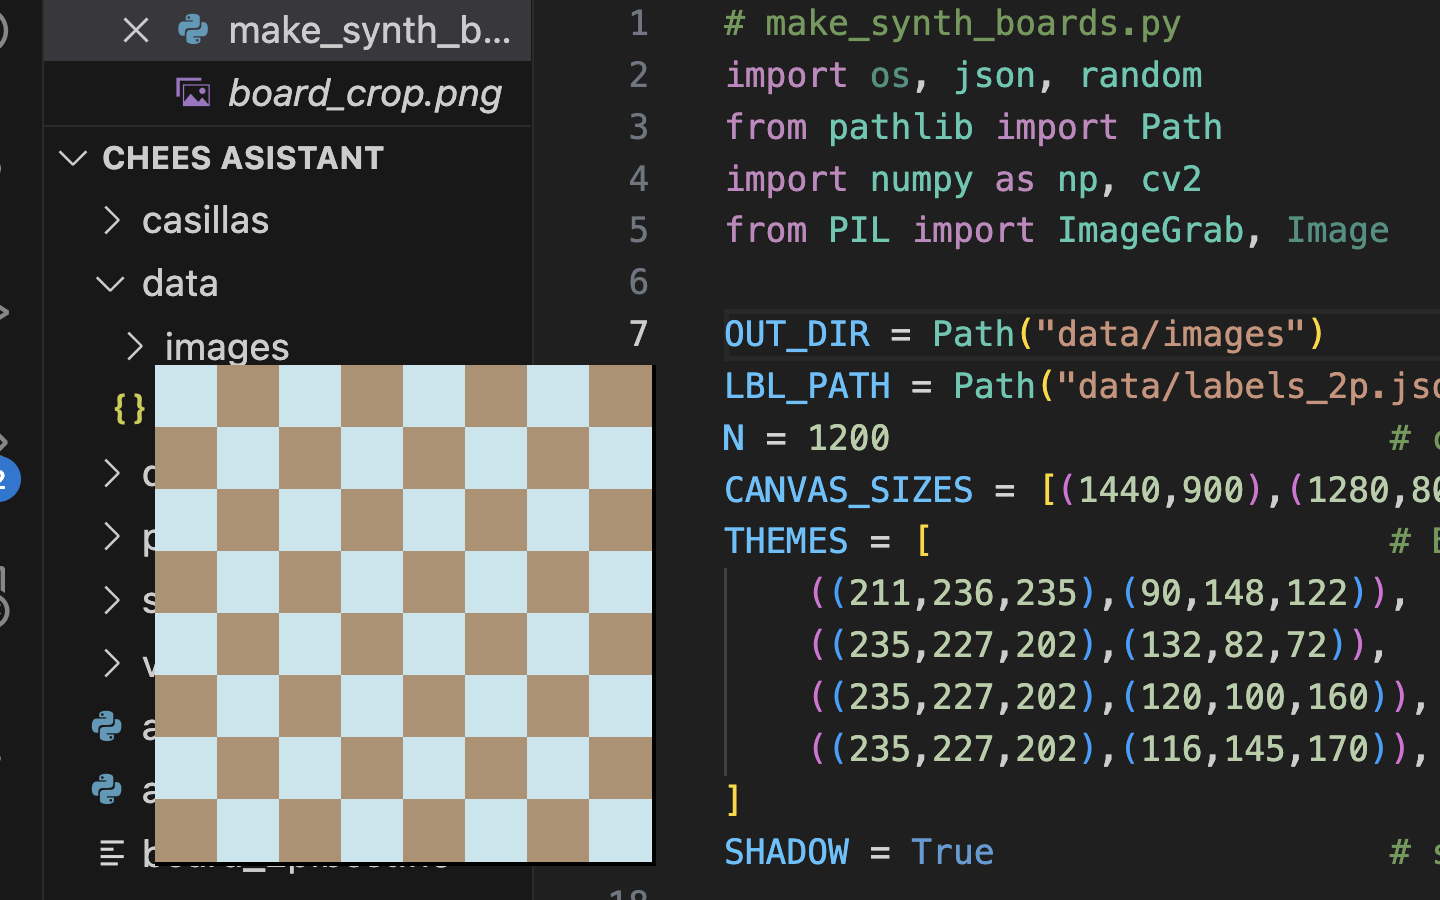 make_synth_b...
board_crop.png
CHEES ASISTANT
casillas
data
images
{}
1 # make_synth_boards.py
2 import os, json, random
3 from pathlib import Path
4 import numpy as np, cv2
5 from PIL import ImageGrab, Image
6
7 OUT_DIR = Path("data/images")
LBL_PATH = Path("data/labels_2p.jso
N = 1200 #
CANVAS_SIZES = [(1440,900),(1280,80
THEMES = [ #
((211,236,235),(90,148,122)),
((235,227,202),(132,82,72)),
((235,227,202),(120,100,160)),
((235,227,202),(116,145,170)),
]
SHADOW = True #
18